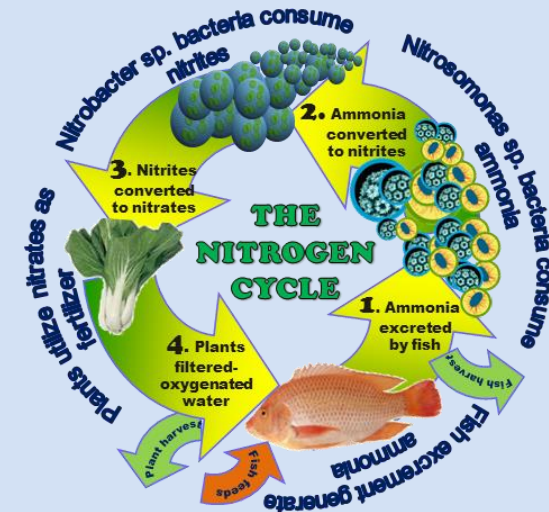 THE
NITROGEN
CYCLE
1. Ammonia
excreted
by fish
2. Ammonia
converted
to nitrites
3. Nitrites
converted
to nitrates
4. Plants
filtered-
oxygenated
water
Fish excrement generate
ammonia
Nitrosomonas sp. bacteria consume
ammonia
Nitrobacter sp. bacteria consume
nitrites
Plants utilize nitrates as
fertilizer
Fish harvest
Plant harvest
Fish feeds